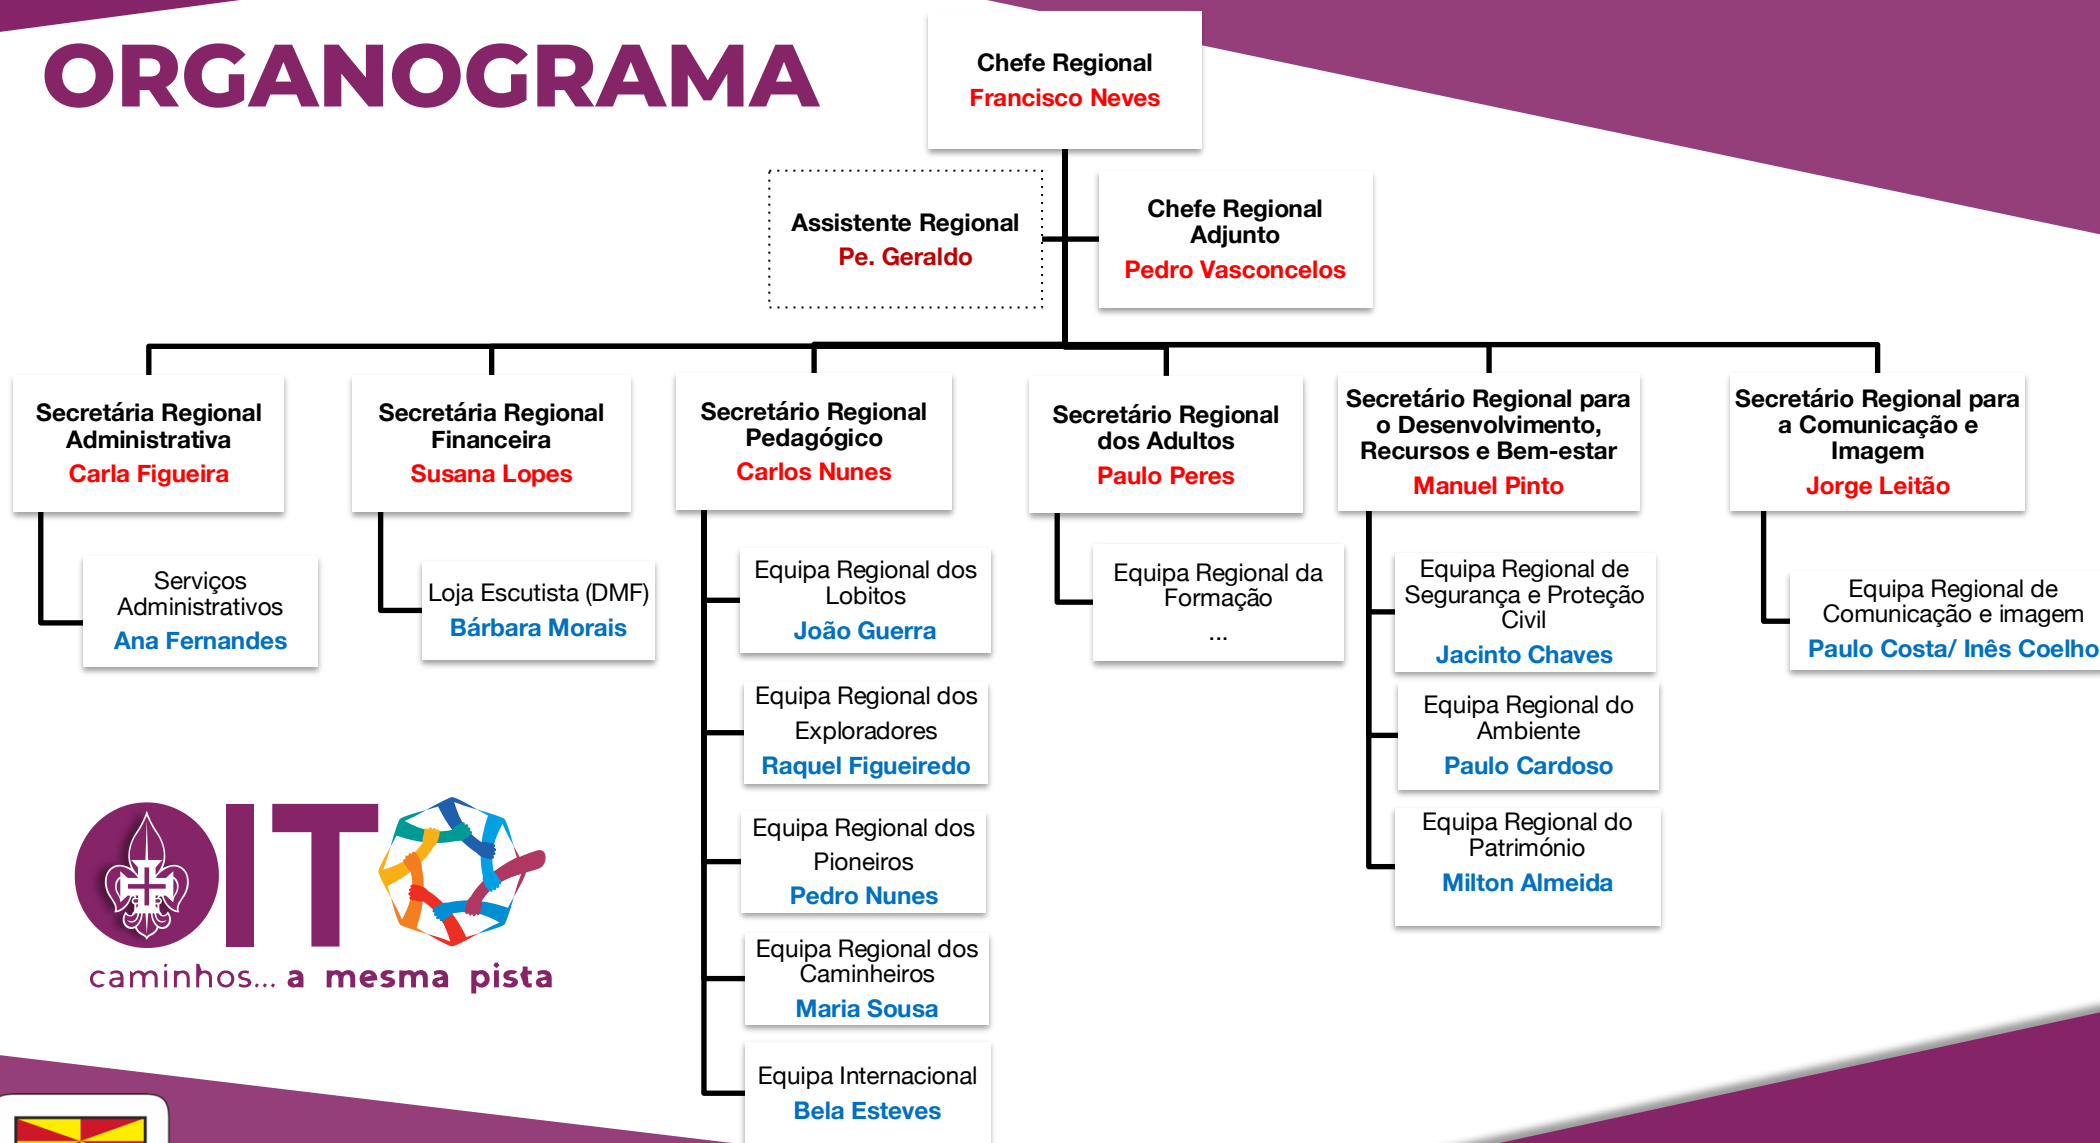 ORGANOGRAMA
Chefe Regional
Francisco Neves
Assistente Regional
Pe. Geraldo
Chefe Regional
Adjunto
Pedro Vasconcelos
Secretária Regional
Administrativa
Carla Figueira
Secretária Regional
Financeira
Susana Lopes
Secretário Regional
Pedagógico
Carlos Nunes
Secretário Regional
dos Adultos
Paulo Peres
Secretário Regional para
o Desenvolvimento,
Recursos e Bem-estar
Manuel Pinto
Secretário Regional para
a Comunicação e
Imagem
Jorge Leitão
Serviços
Administrativos
Ana Fernandes
Loja Escutista (DMF)
Bárbara Morais
Equipa Regional dos
Lobitos
João Guerra
Equipa Regional dos
Exploradores
Raquel Figueiredo
Equipa Regional dos
Pioneiros
Pedro Nunes
Equipa Regional dos
Caminheiros
Maria Sousa
Equipa Internacional
Bela Esteves
Equipa Regional da
Formação
...
Equipa Regional de
Segurança e Proteção
Civil
Jacinto Chaves
Equipa Regional do
Ambiente
Paulo Cardoso
Equipa Regional do
Património
Milton Almeida
Equipa Regional de
Comunicação e imagem
Paulo Costa/ Inês Coelho
OITO
caminhos... a mesma pista